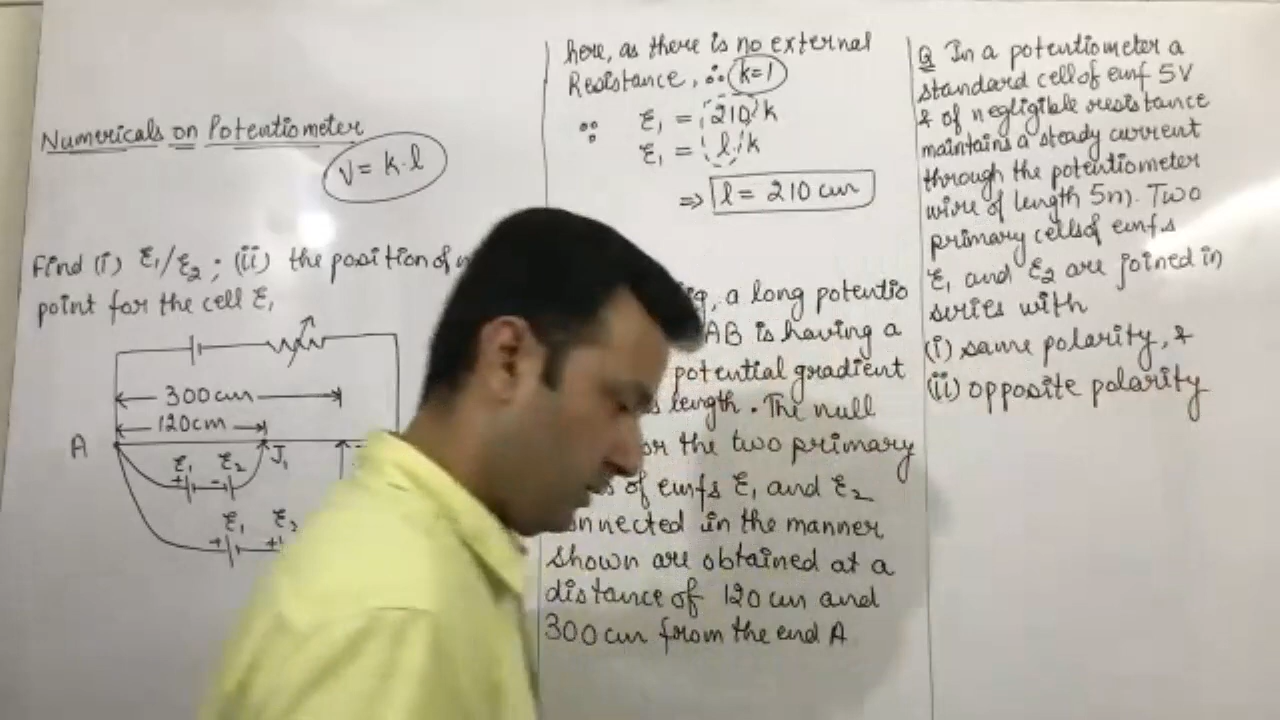 Numericals on Potentiometer
V = k.l
Find (i) ε₁/ε₂ ; (ii) the position of
point for the cell ε₁
300 cm
120cm
A
J₁
ε₁ ε₂
+ -
ε₁
+ +
here, as there is no external
Resistance, ∴ k=1
∴ ε₁ = 210/k
ε₁ = l/k
⇒ l = 210 cm
a long potentio
AB is having a
potential gradient
length. The null
the two primary
of emfs ε₁ and ε₂
connected in the manner
shown are obtained at a
distance of 120 cm and
300 cm from the end A
Q In a potentiometer a
standard cell of emf 5V
& of negligible resistance
maintains a steady current
through the potentiometer
wire of length 5m. Two
primary cells of emfs
ε₁ and ε₂ are joined in
series with
(i) same polarity, &
(ii) opposite polarity